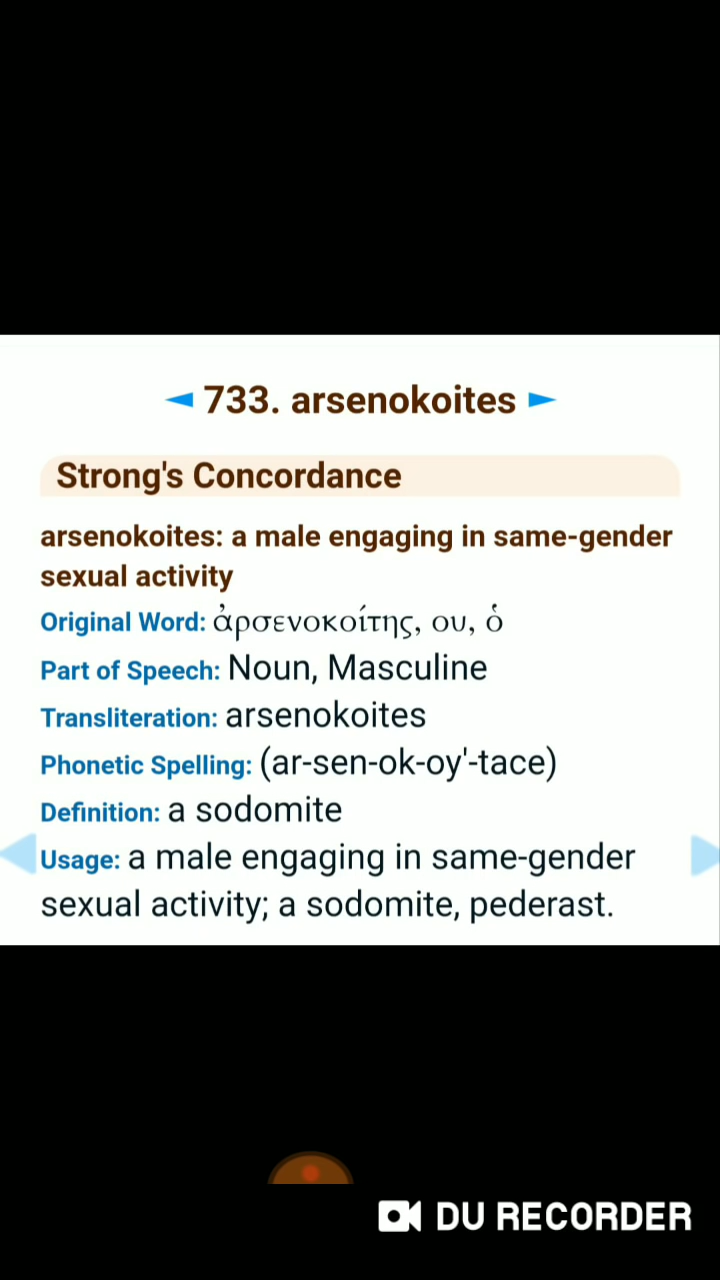 733. arsenokoites
Strong's Concordance
arsenokoites: a male engaging in same-gender
sexual activity
Original Word: ἀρσενοκοίτης, ου, ὁ
Part of Speech: Noun, Masculine
Transliteration: arsenokoites
Phonetic Spelling: (ar-sen-ok-oy'-tace)
Definition: a sodomite
Usage: a male engaging in same-gender
sexual activity; a sodomite, pederast.
DU RECORDER